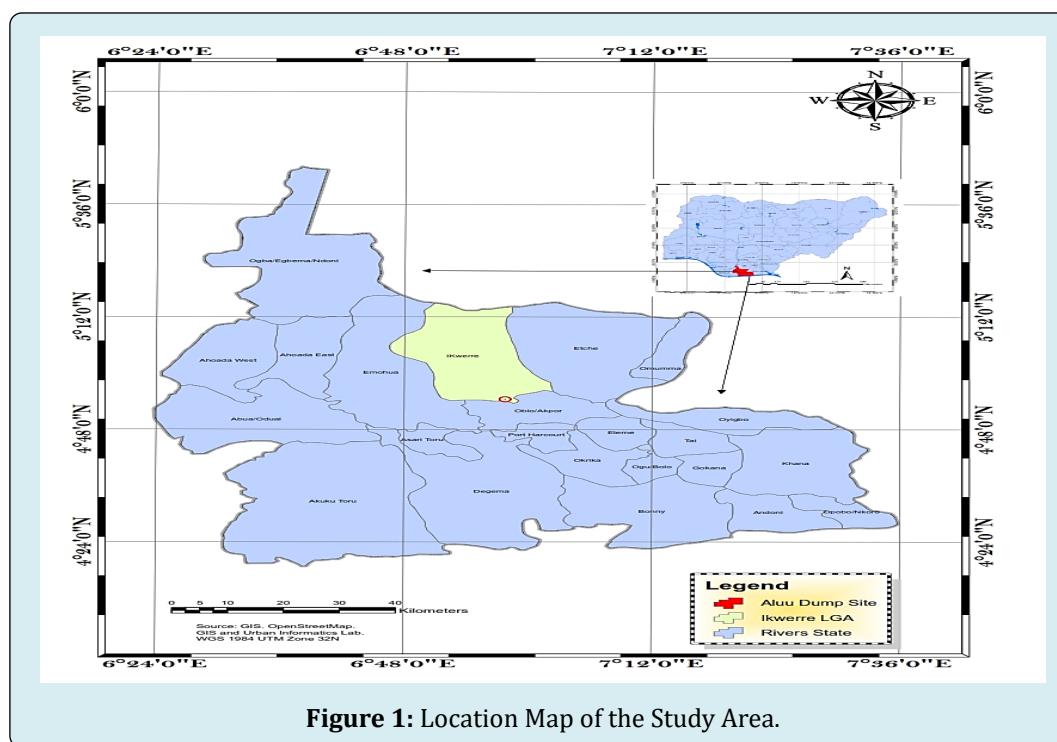 6°24'0"E 6°48'0"E 7°12'0"E 7°36'0"E
6°0'0"N 6°0'0"N
N
W E
S
5°36'0"N 5°36'0"N
Ogba/Egbema/Ndoni
N
5°12'0"N 5°12'0"N
Ahoada West Ahoada East Emohua IKwerre Etche
Omumma
Abua/Odual Obio/Akpor Oyigbo
4°48'0"N 4°48'0"N
Asari Toru Port Harcourt Eleme Tai
Okrika Ogu/Bolo Gokana Khana
Akuku Toru Degema Bonny Andoni Opobo/Nkoro
4°24'0"N 4°24'0"N
0 5 10 20 30 40
Kilometers
Source: GIS. OpenStreetMap.
GIS and Urban Informatics Lab.
WGS 1984 UTM Zone 32N
Legend
Aluu Dump Site
Ikwerre LGA
Rivers State
6°24'0"E 6°48'0"E 7°12'0"E 7°36'0"E
Figure 1: Location Map of the Study Area.